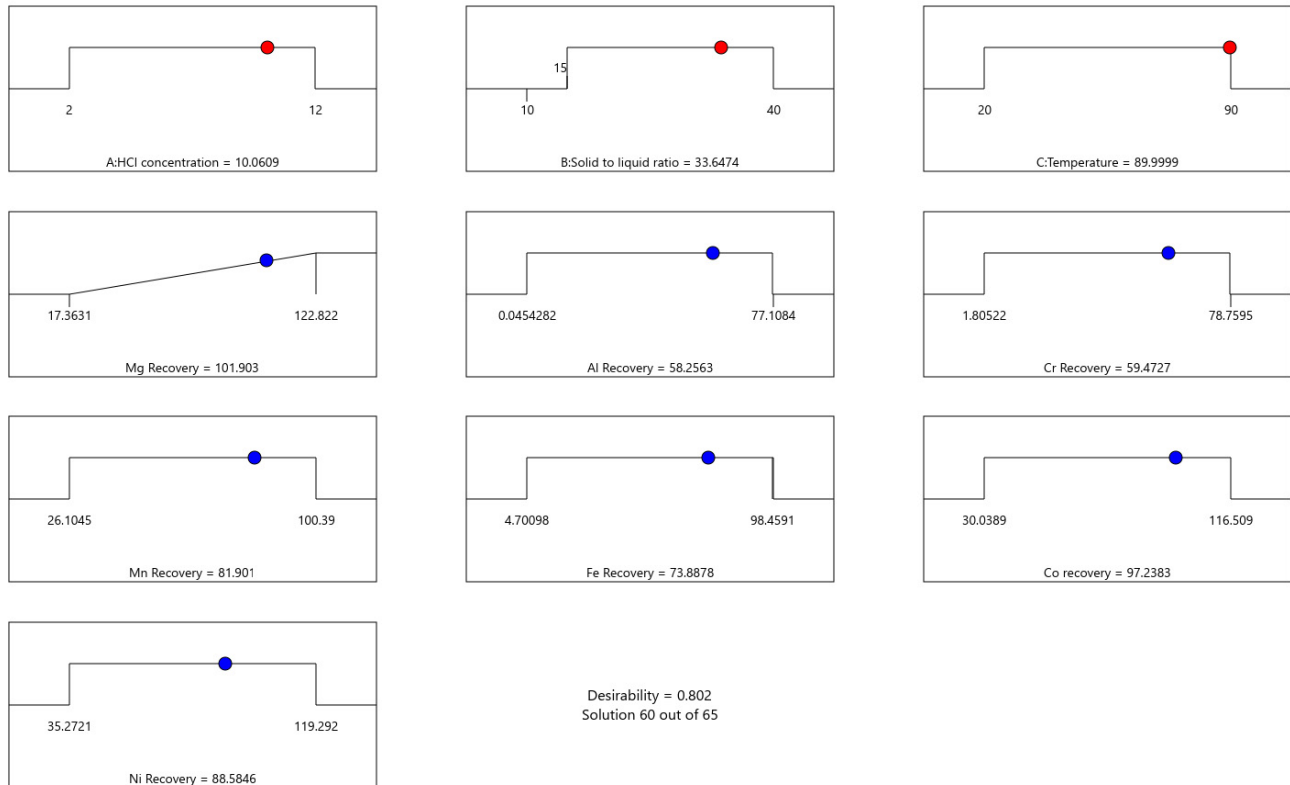 2
12
A:HCl concentration = 10.0609
15
10
40
B:Solid to liquid ratio = 33.6474
20
90
C:Temperature = 89.9999
17.3631
122.822
Mg Recovery = 101.903
0.0454282
77.1084
Al Recovery = 58.2563
1.80522
78.7595
Cr Recovery = 59.4727
26.1045
100.39
Mn Recovery = 81.901
4.70098
98.4591
Fe Recovery = 73.8878
30.0389
116.509
Co recovery = 97.2383
35.2721
119.292
Ni Recovery = 88.5846
Desirability = 0.802
Solution 60 out of 65